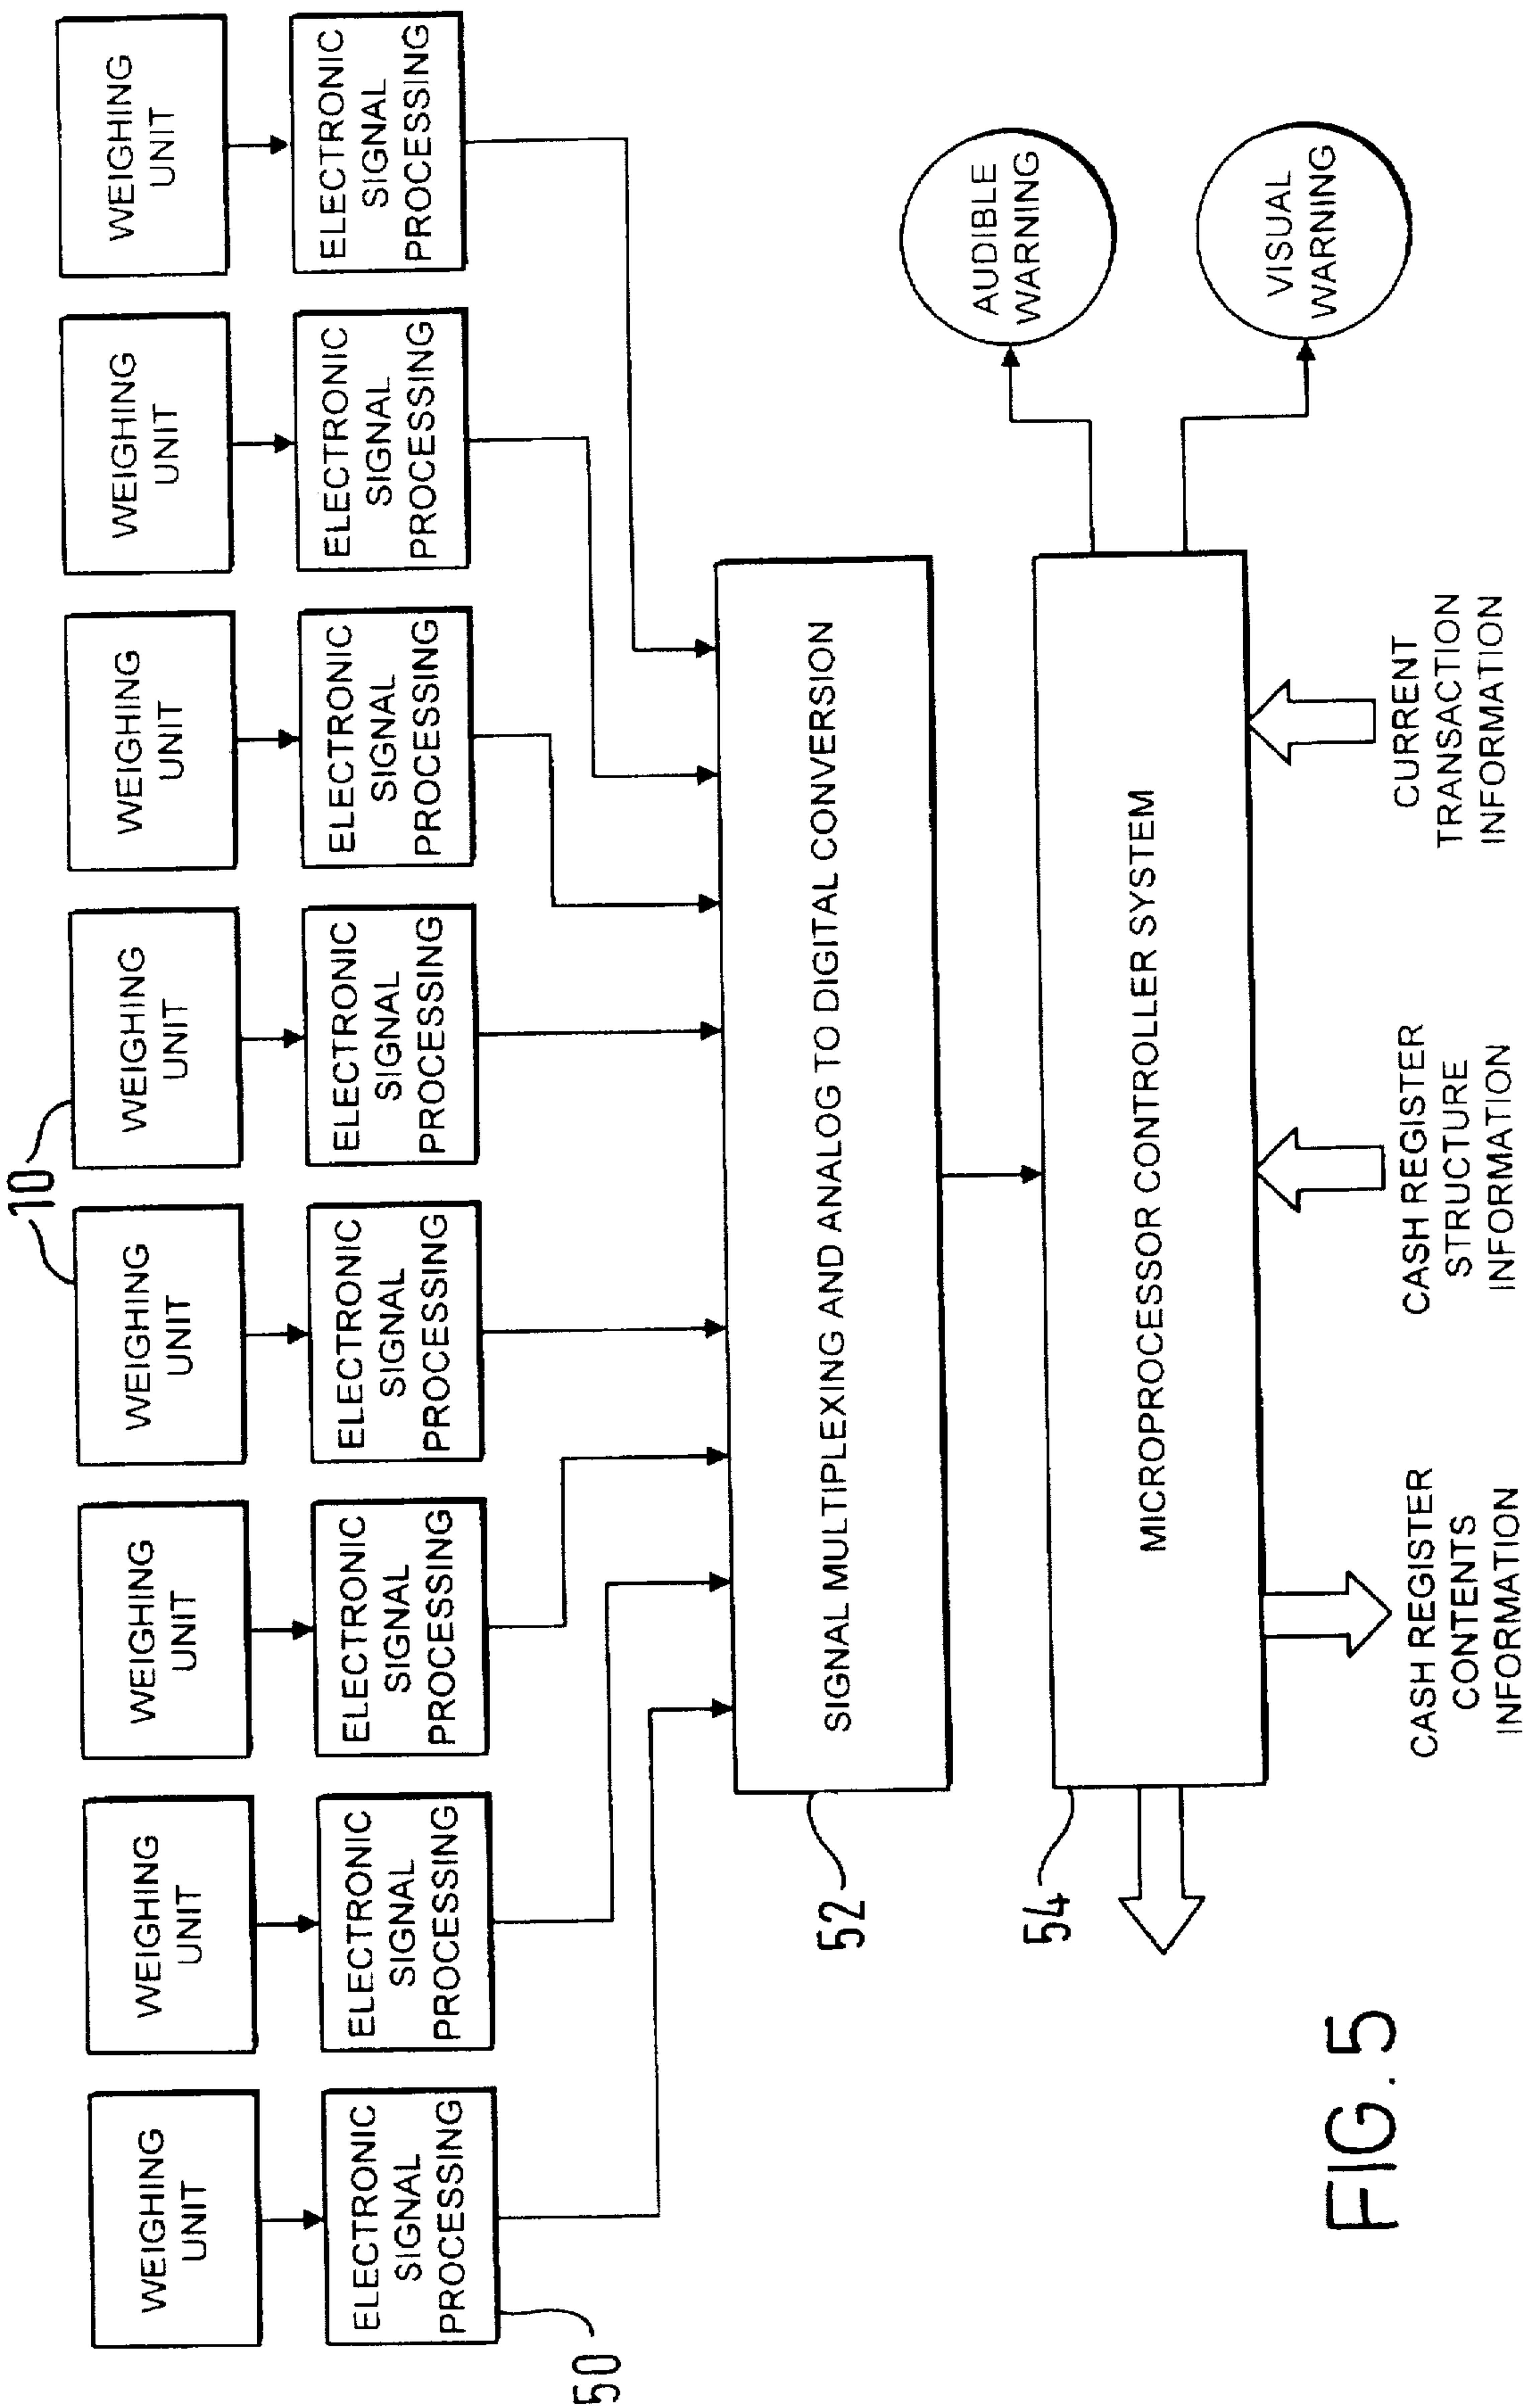 10
WEIGHING
UNIT
WEIGHING
UNIT
WEIGHING
UNIT
WEIGHING
UNIT
WEIGHING
UNIT
WEIGHING
UNIT
WEIGHING
UNIT
WEIGHING
UNIT
ELECTRONIC
SIGNAL
PROCESSING
ELECTRONIC
SIGNAL
PROCESSING
ELECTRONIC
SIGNAL
PROCESSING
ELECTRONIC
SIGNAL
PROCESSING
ELECTRONIC
SIGNAL
PROCESSING
ELECTRONIC
SIGNAL
PROCESSING
ELECTRONIC
SIGNAL
PROCESSING
ELECTRONIC
SIGNAL
PROCESSING
50
52
SIGNAL MULTIPLEXING AND ANALOG TO DIGITAL CONVERSION
54
MICROPROCESSOR CONTROLLER SYSTEM
AUDIBLE
WARNING
VISUAL
WARNING
CASH REGISTER
CONTENTS
INFORMATION
CASH REGISTER
STRUCTURE
INFORMATION
CURRENT
TRANSACTION
INFORMATION
FIG. 5